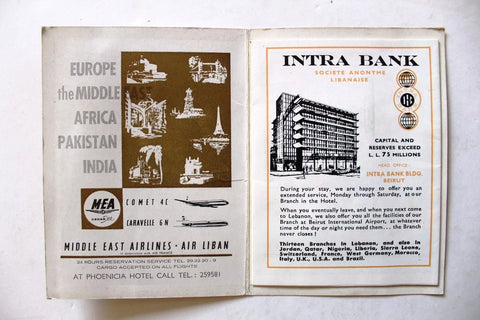 EUROPE
the MIDDLE EAST
AFRICA
PAKISTAN
INDIA
MEA
COMET 4C
CARAVELLE 6N
MIDDLE EAST AIRLINES · AIR LIBAN
24 HOURS RESERVATION SERVICE TEL. 29.32.30 - 9
CARGO ACCEPTED ON ALL FLIGHTS
AT PHOENICIA HOTEL CALL TEL.: 259581
INTRA BANK
SOCIETE ANONYME
LIBANAISE
CAPITAL AND
RESERVES EXCEED
L. L. 75 MILLIONS
HEAD OFFICE:
INTRA BANK BLDG.
BEIRUT
During your stay, we are happy to offer you an
extended service, Monday through Saturday, at our
Branch in the Hotel.
When you eventually leave, and when you next come
to Lebanon, we also offer you all the facilities of our
Branch at Beirut International Airport, at whatever
time of the day or night you need them... the Branch
never closes !
Thirteen Branches in Lebanon, and also in
Jordan, Qatar, Nigeria, Liberia, Sierra Leone,
Switzerland, France, West Germany, Morocco,
Italy, U.K., U.S.A. and Brazil.